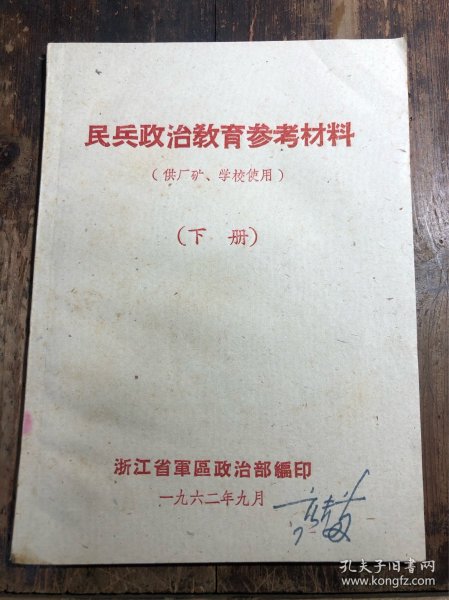 民兵政治教育参考材料
（供厂矿、学校使用）
（下 册）
浙江省軍區政治部編印
一九六二年九月
孔夫子旧书网
www.kongfz.com